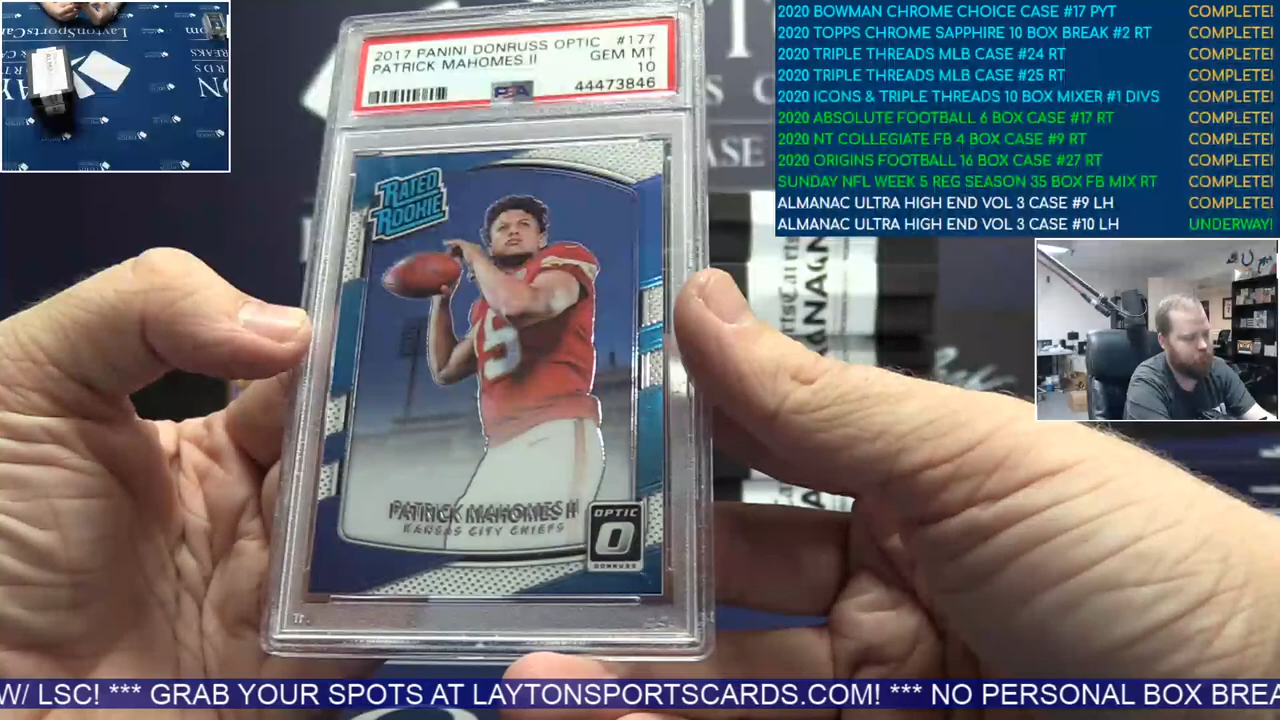 2017 PANINI DONRUSS OPTIC #177
PATRICK MAHOMES II GEM MT
10
PSA 44473846
RATED
ROOKIE
PATRICK MAHOMES II
KANSAS CITY CHIEFS
OPTIC
O
DONRUSS
2020 BOWMAN CHROME CHOICE CASE #17 PYT COMPLETE!
2020 TOPPS CHROME SAPPHIRE 10 BOX BREAK #2 RT COMPLETE!
2020 TRIPLE THREADS MLB CASE #24 RT COMPLETE!
2020 TRIPLE THREADS MLB CASE #25 RT COMPLETE!
2020 ICONS & TRIPLE THREADS 10 BOX MIXER #1 DIVS COMPLETE!
2020 ABSOLUTE FOOTBALL 6 BOX CASE #17 RT COMPLETE!
2020 NT COLLEGIATE FB 4 BOX CASE #9 RT COMPLETE!
2020 ORIGINS FOOTBALL 16 BOX CASE #27 RT COMPLETE!
SUNDAY NFL WEEK 5 REG SEASON 35 BOX FB MIX RT COMPLETE!
ALMANAC ULTRA HIGH END VOL 3 CASE #9 LH COMPLETE!
ALMANAC ULTRA HIGH END VOL 3 CASE #10 LH UNDERWAY!
W/ LSC! *** GRAB YOUR SPOTS AT LAYTONSPORTSCARDS.COM! *** NO PERSONAL BOX BREA